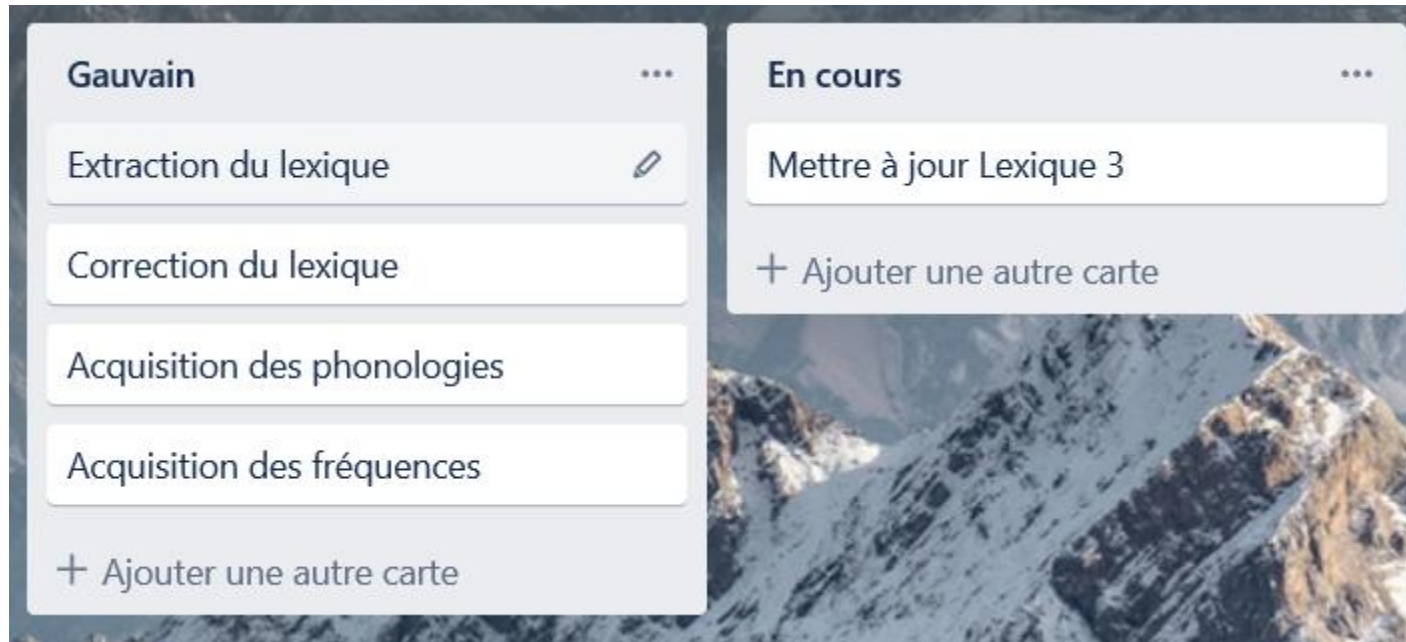 Gauvain
Extraction du lexique
Correction du lexique
Acquisition des phonologies
Acquisition des fréquences
+ Ajouter une autre carte
En cours
Mettre à jour Lexique 3
+ Ajouter une autre carte